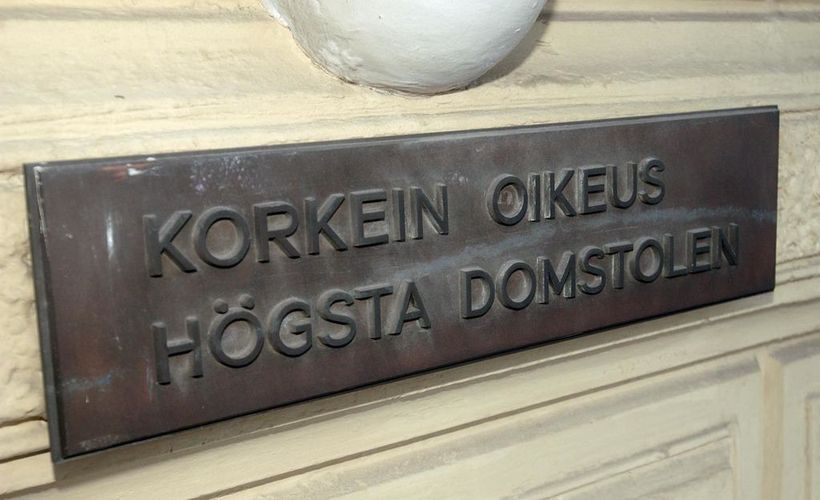 KORKEIN OIKEUS
HÖGSTA DOMSTOLEN